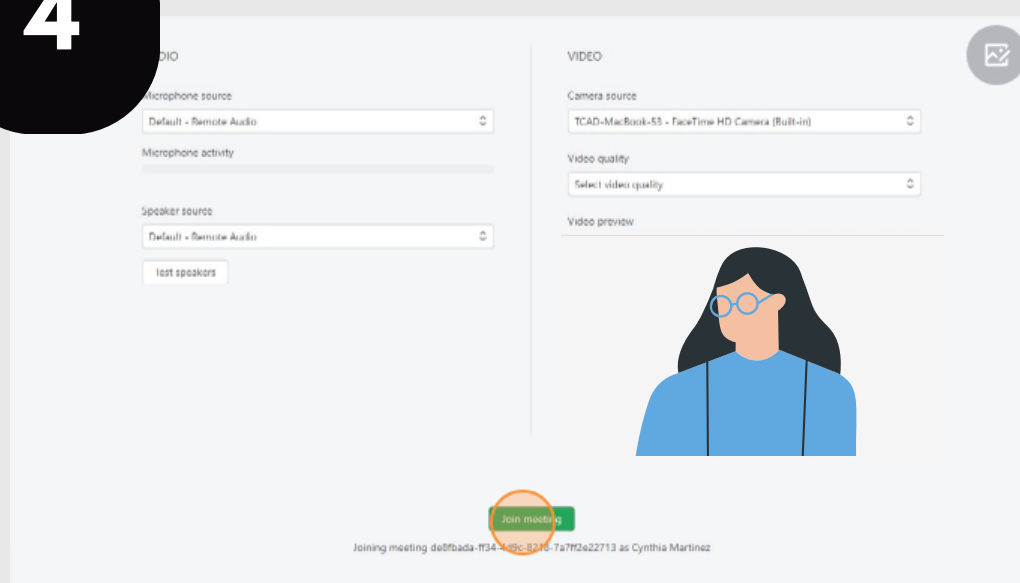 4
AUDIO
Microphone source
Default - Remote Audio
Microphone activity
Speaker source
Default - Remote Audio
Test speakers
VIDEO
Camera source
TCAD-MacBook-53 - FaceTime HD Camera (Built-in)
Video quality
Select video quality
Video preview
Join meeting
Joining meeting as Cynthia Martinez